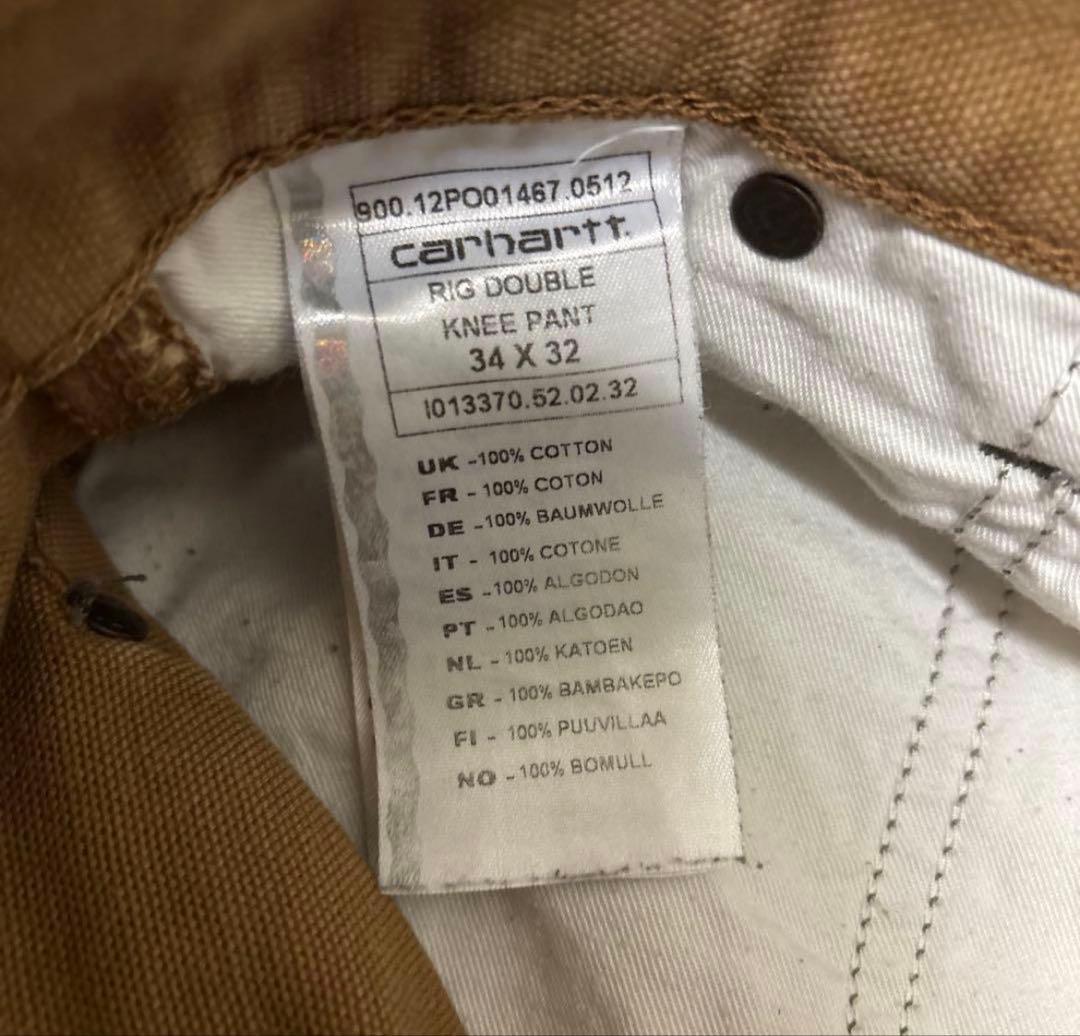 900.12PO01467.0512
carhartt.
RIG DOUBLE
KNEE PANT
34 X 32
I013370.52.02.32
UK -100% COTTON
FR - 100% COTON
DE -100% BAUMWOLLE
IT - 100% COTONE
ES -100% ALGODON
PT -100% ALGODAO
NL - 100% KATOEN
GR - 100% BAMBAKEPO
FI - 100% PUUVILLAA
NO -100% BOMULL